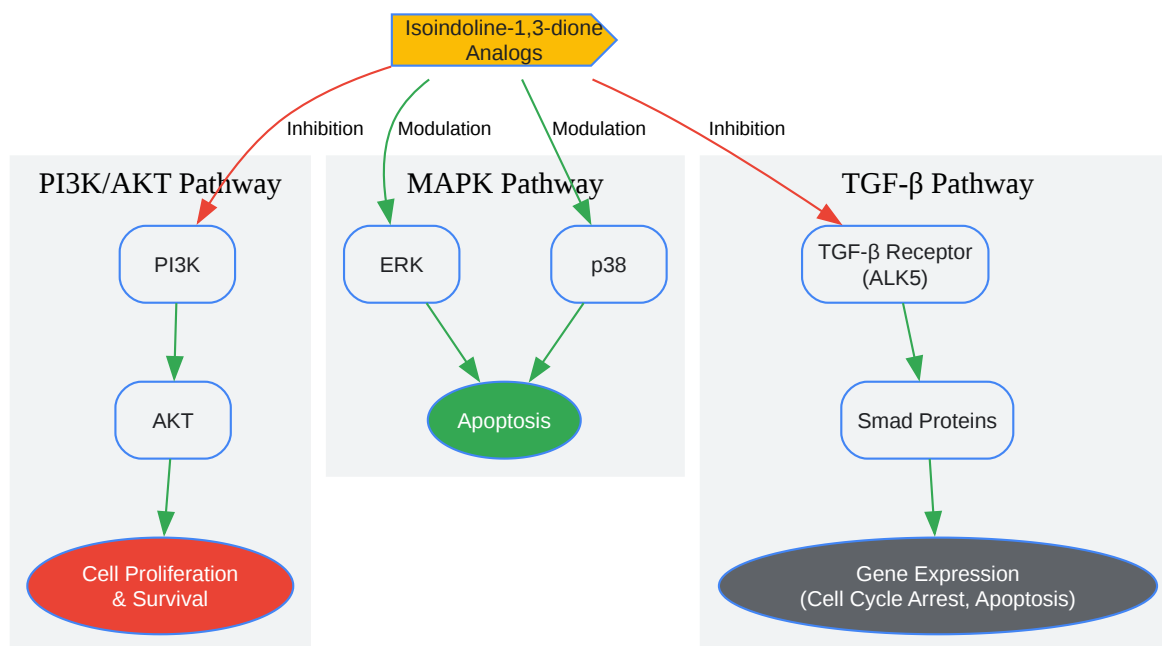 Isoindoline-1,3-dione
Analogs
Inhibition
Modulation
Modulation
Inhibition
PI3K/AKT Pathway
MAPK Pathway
TGF-β Pathway
PI3K
ERK
p38
TGF-β Receptor
(ALK5)
AKT
Apoptosis
Smad Proteins
Cell Proliferation
& Survival
Gene Expression
(Cell Cycle Arrest, Apoptosis)